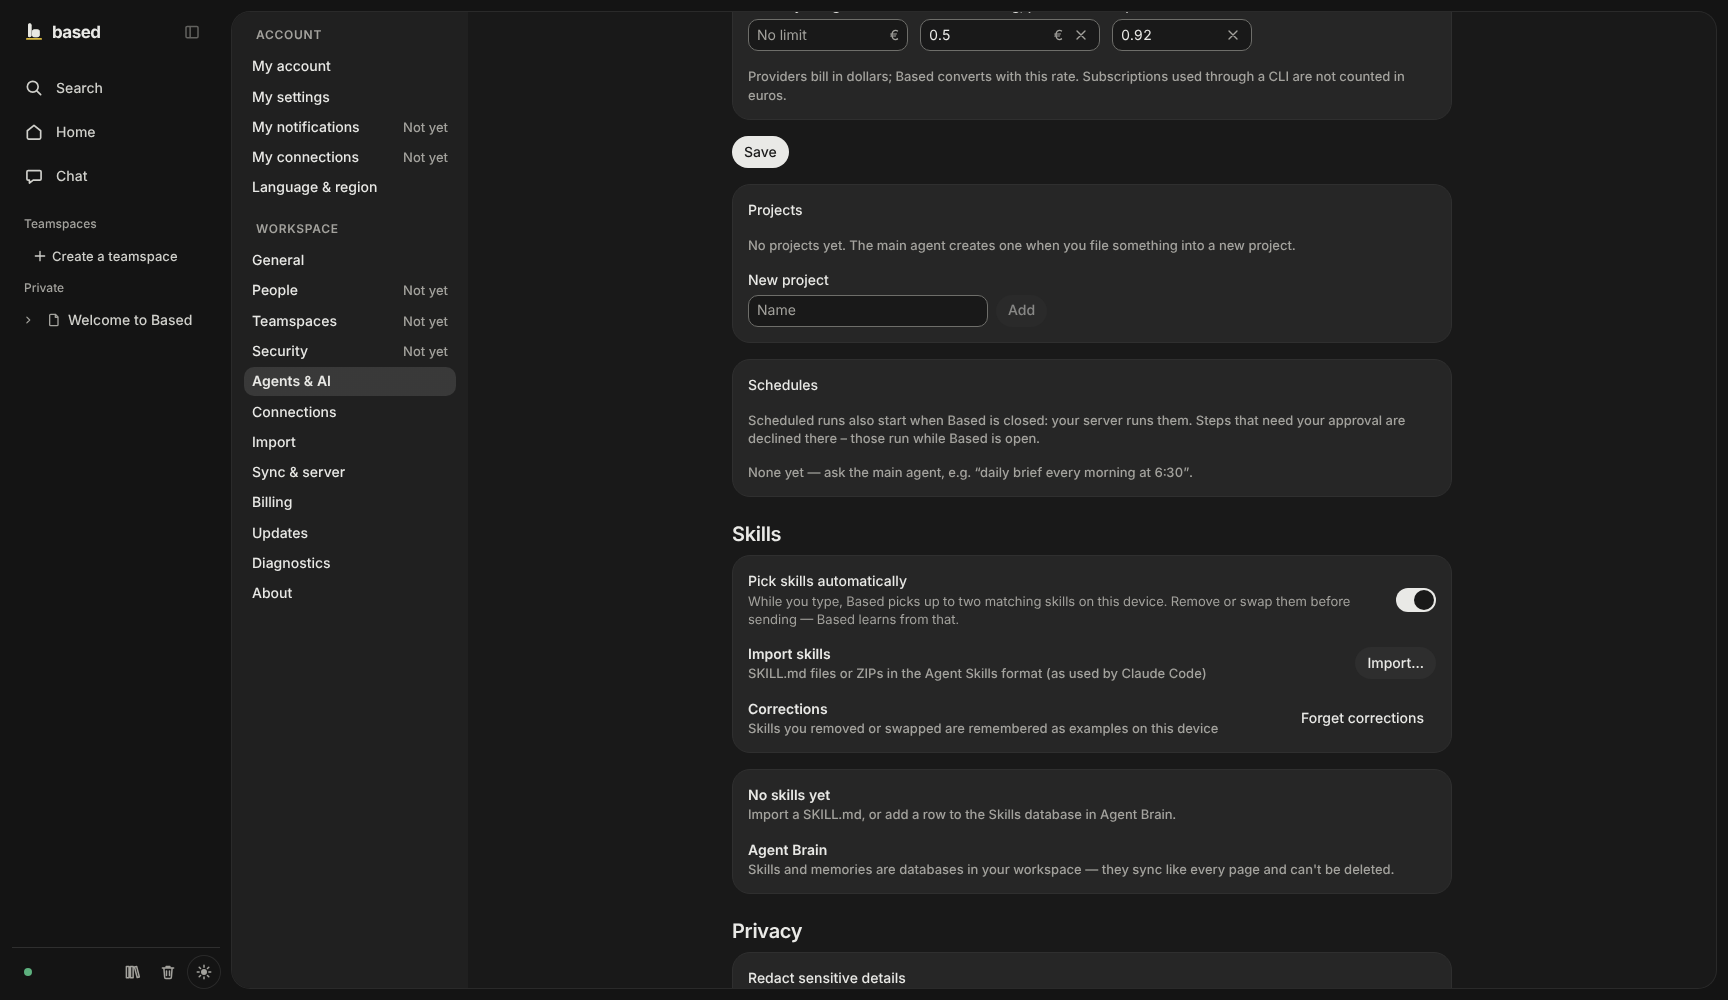 based
Search
Home
Chat
Teamspaces
Create a teamspace
Private
Welcome to Based
ACCOUNT
My account
My settings
My notifications Not yet
My connections Not yet
Language & region
WORKSPACE
General
People Not yet
Teamspaces Not yet
Security Not yet
Agents & AI
Connections
Import
Sync & server
Billing
Updates
Diagnostics
About
No limit € 0.5 € 0.92
Providers bill in dollars; Based converts with this rate. Subscriptions used through a CLI are not counted in
euros.
Save
Projects
No projects yet. The main agent creates one when you file something into a new project.
New project
Name Add
Schedules
Scheduled runs also start when Based is closed: your server runs them. Steps that need your approval are
declined there – those run while Based is open.
None yet — ask the main agent, e.g. “daily brief every morning at 6:30”.
Skills
Pick skills automatically
While you type, Based picks up to two matching skills on this device. Remove or swap them before
sending — Based learns from that.
Import skills
SKILL.md files or ZIPs in the Agent Skills format (as used by Claude Code)
Import...
Corrections
Skills you removed or swapped are remembered as examples on this device
Forget corrections
No skills yet
Import a SKILL.md, or add a row to the Skills database in Agent Brain.
Agent Brain
Skills and memories are databases in your workspace — they sync like every page and can't be deleted.
Privacy
Redact sensitive details